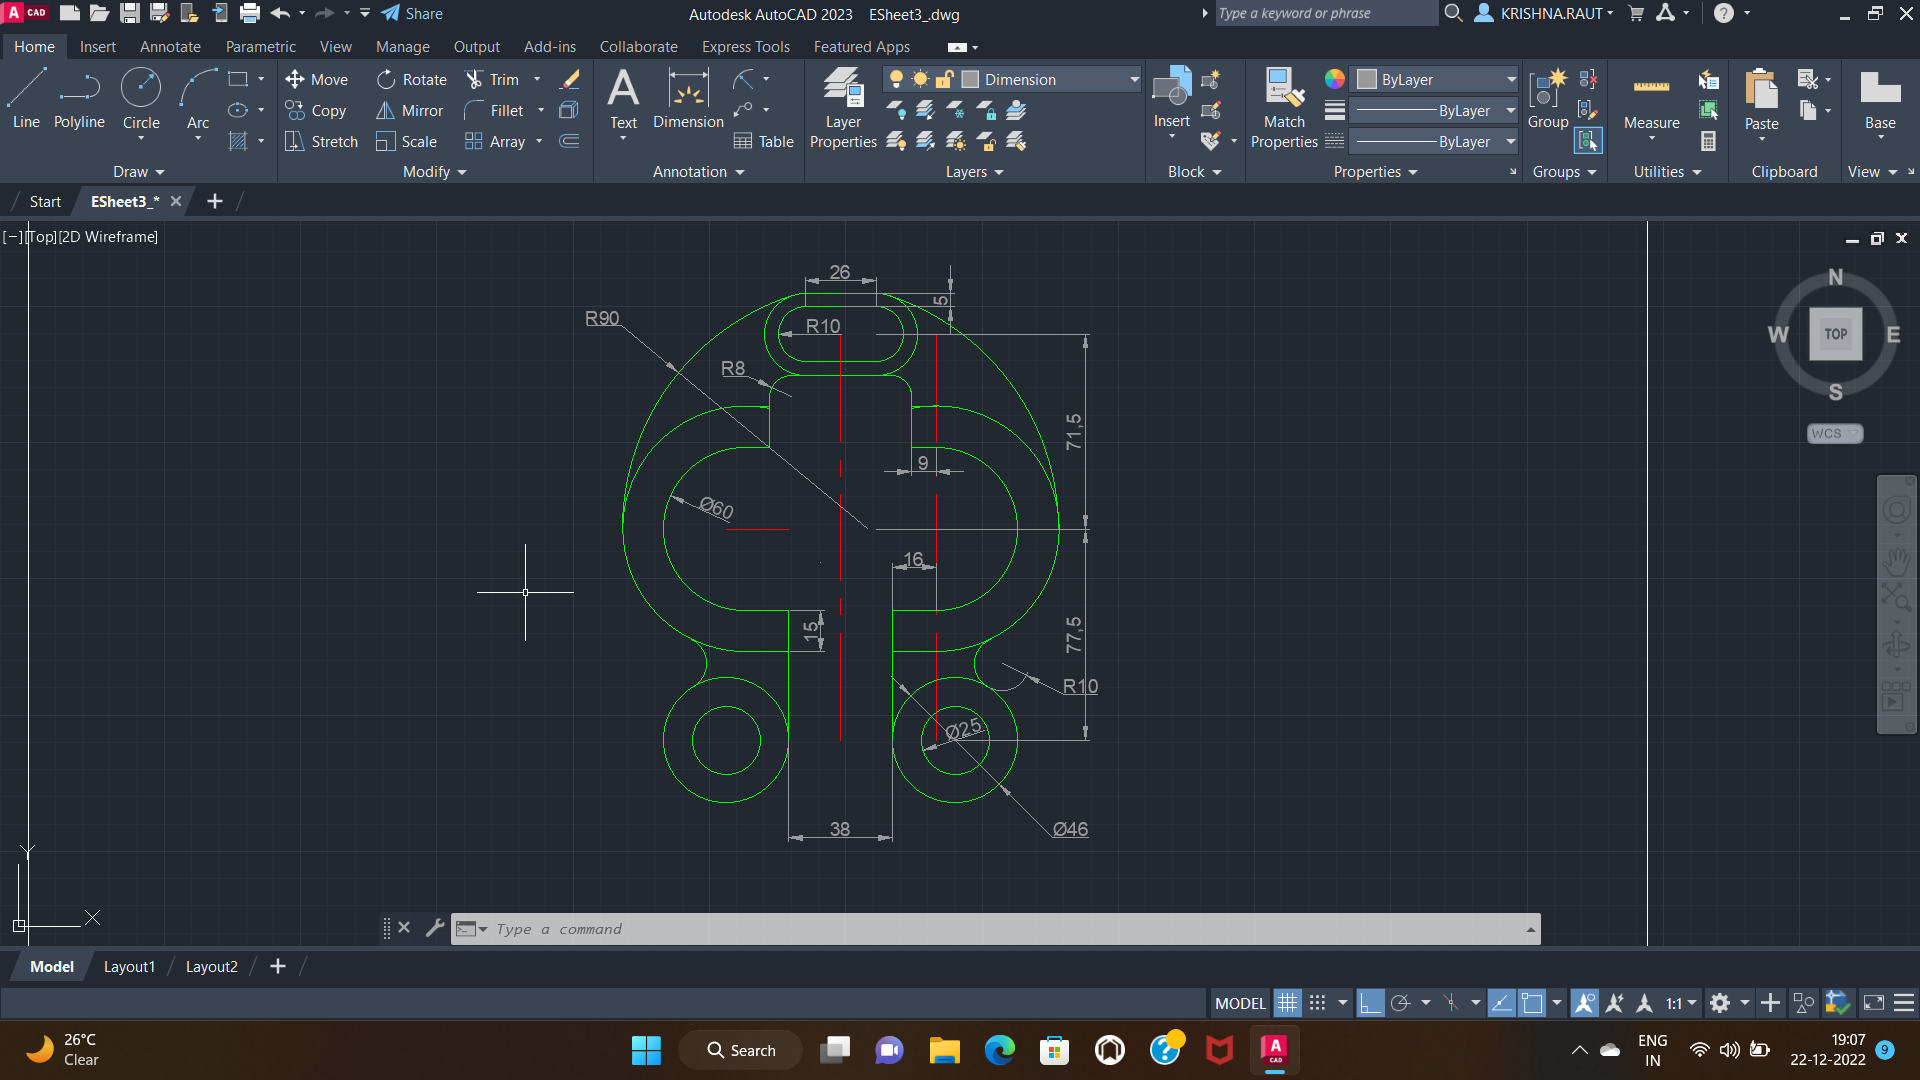 A CAD
Share
Autodesk AutoCAD 2023 ESheet3_.dwg
Type a keyword or phrase
KRISHNA.RAUT
Home Insert Annotate Parametric View Manage Output Add-ins Collaborate Express Tools Featured Apps
Line Polyline Circle Arc
Move Rotate Trim
Copy Mirror Fillet
Stretch Scale Array
Text Dimension
Table
Layer Properties
Dimension
Insert
Match Properties
ByLayer
ByLayer
ByLayer
Group
Measure
Paste
Base
Draw Modify Annotation Layers Block Properties Groups Utilities Clipboard View
Start ESheet3_*
[−][Top][2D Wireframe]
26
5
R90
R10
R8
71,5
9
Ø60
16
15
77,5
R10
Ø25
38
Ø46
N
W TOP E
S
WCS
Y
X
Type a command
Model Layout1 Layout2
MODEL 1:1
26°C
Clear
Search
A CAD
ENG
IN
19:07
22-12-2022
9